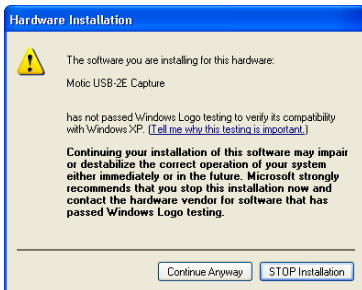 Hardware Installation
The software you are installing for this hardware:
Motic USB-2E Capture
has not passed Windows Logo testing to verify its compatibility
with Windows XP. (Tell me why this testing is important.)
Continuing your installation of this software may impair
or destabilize the correct operation of your system
either immediately or in the future. Microsoft strongly
recommends that you stop this installation now and
contact the hardware vendor for software that has
passed Windows Logo testing.
Continue Anyway
STOP Installation